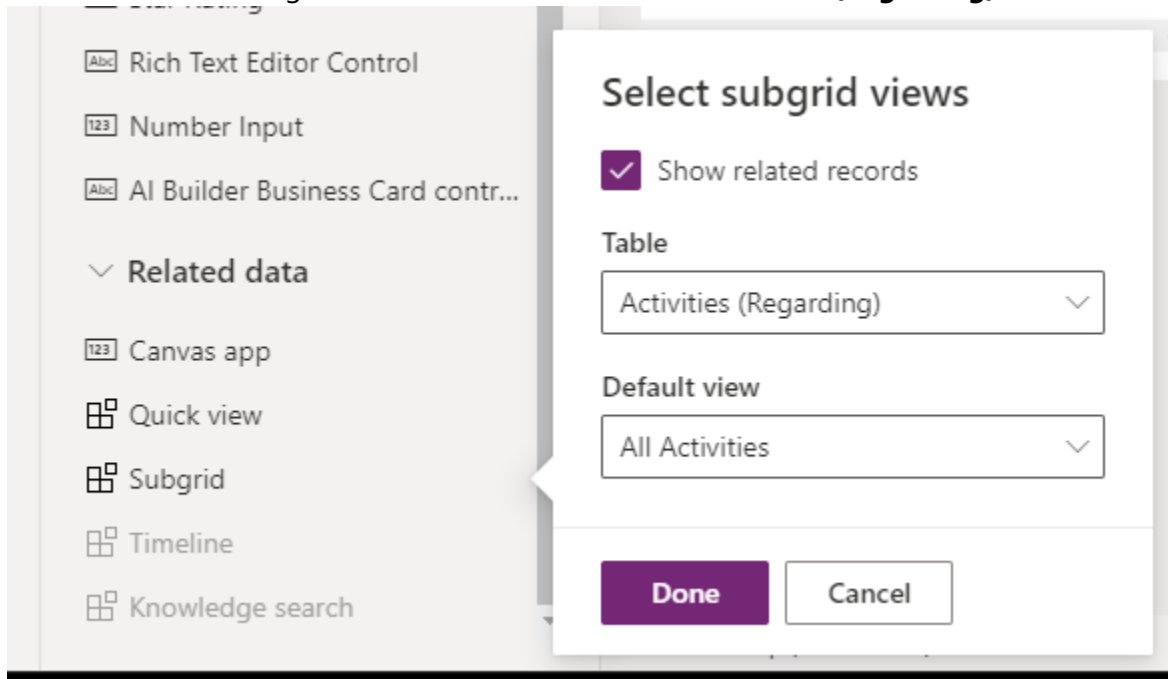 Rich Text Editor Control
Number Input
AI Builder Business Card contr...
Related data
Canvas app
Quick view
Subgrid
Timeline
Knowledge search
Select subgrid views
Show related records
Table
Activities (Regarding)
Default view
All Activities
Done
Cancel